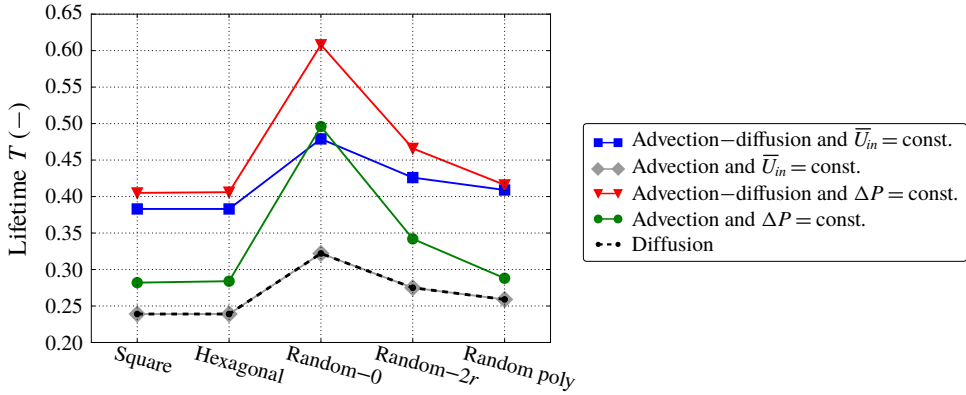 0.65
0.60
0.55
0.50
0.45
0.40
0.35
0.30
0.25
0.20
Lifetime T (−)
Square
Hexagonal
Random−0
Random−2r
Random poly
Advection−diffusion and U̅in = const.
Advection and U̅in = const.
Advection−diffusion and ΔP = const.
Advection and ΔP = const.
Diffusion